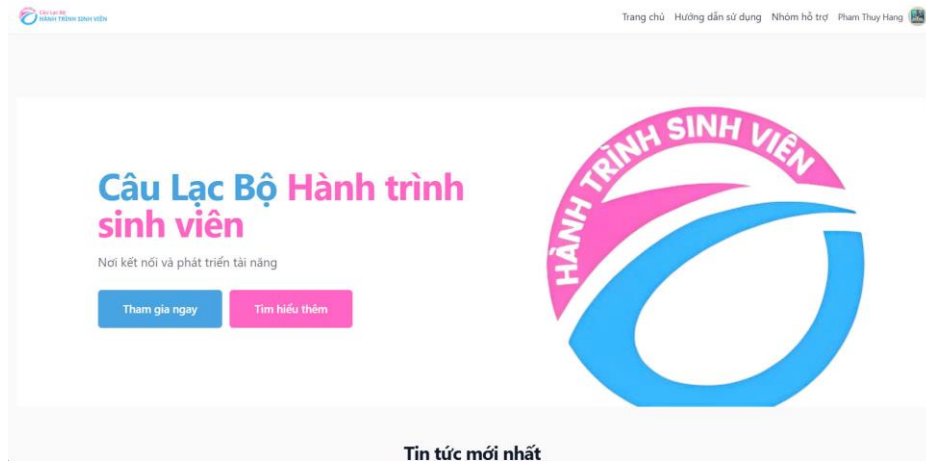 Câu Lạc Bộ
HÀNH TRÌNH SINH VIÊN
Trang chủ Hướng dẫn sử dụng Nhóm hỗ trợ Pham Thuy Hang
Câu Lạc Bộ Hành trình
sinh viên
Nơi kết nối và phát triển tài năng
Tham gia ngay Tìm hiểu thêm
HÀNH TRÌNH SINH VIÊN
Tin tức mới nhất